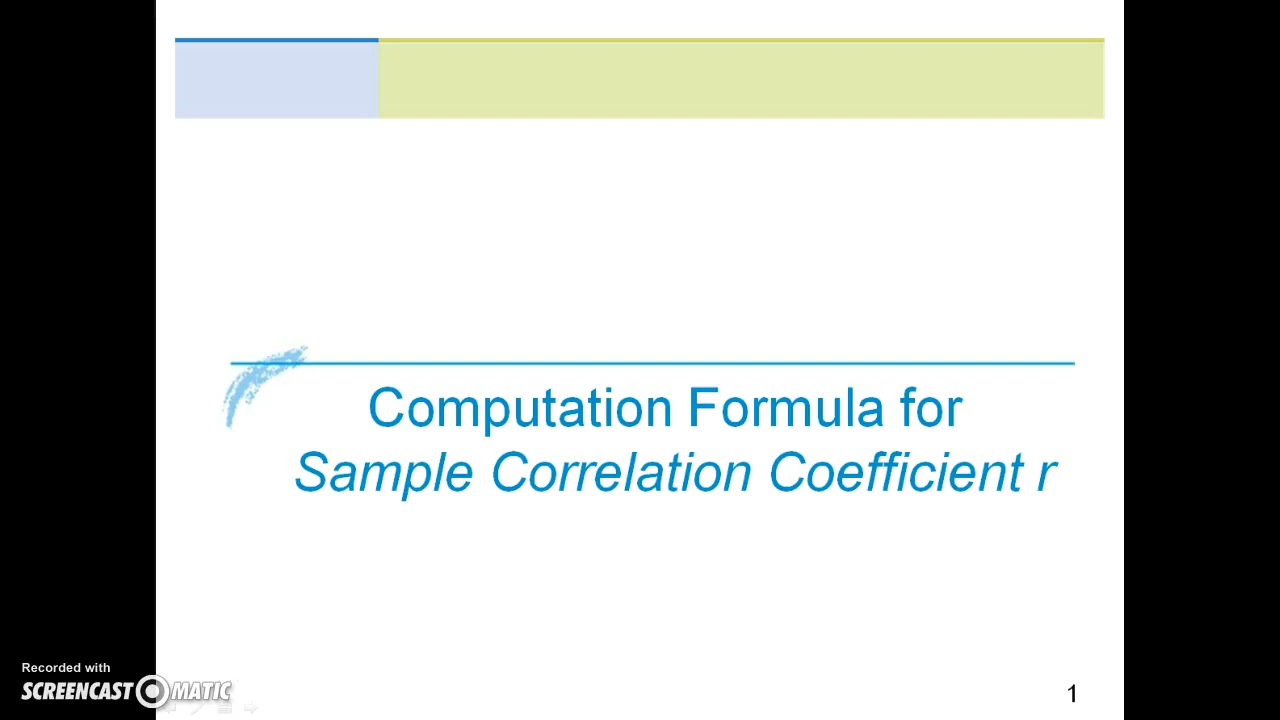 Computation Formula for
Sample Correlation Coefficient r
Recorded with
SCREENCAST MATIC
1